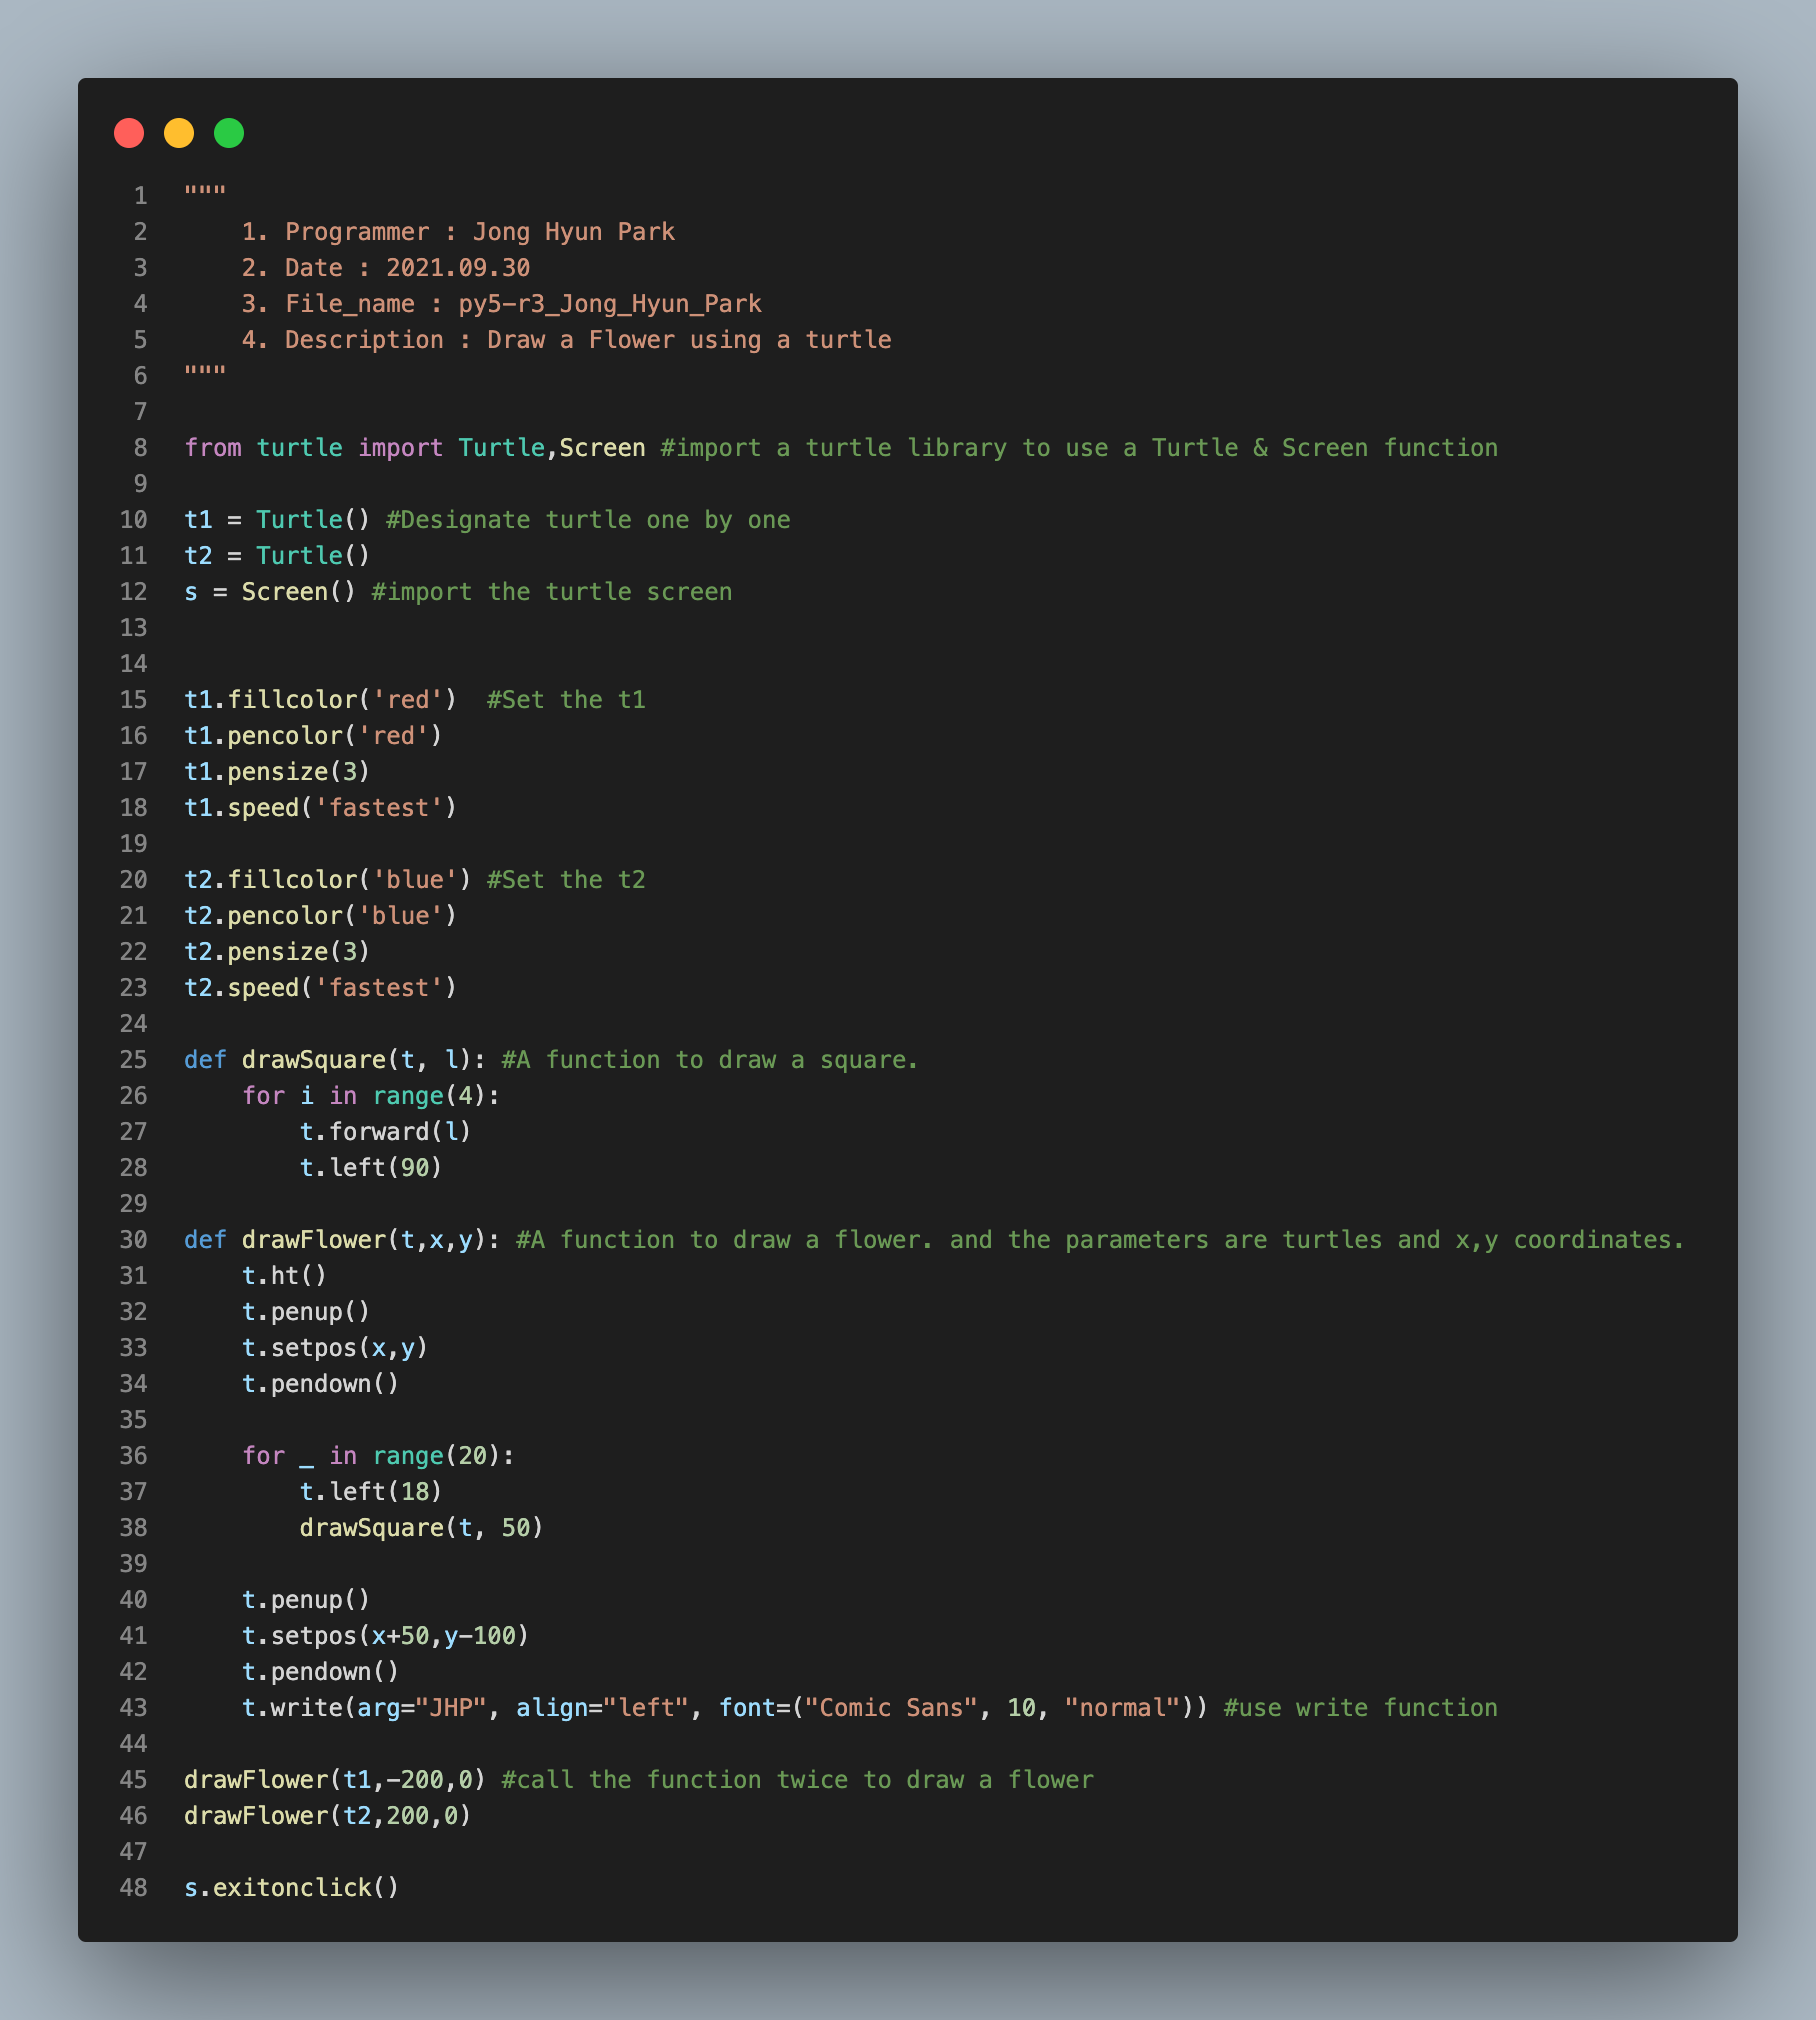 1 """
2     1. Programmer : Jong Hyun Park
3     2. Date : 2021.09.30
4     3. File_name : py5-r3_Jong_Hyun_Park
5     4. Description : Draw a Flower using a turtle
6 """
7
8 from turtle import Turtle,Screen #import a turtle library to use a Turtle & Screen function
9
10 t1 = Turtle() #Designate turtle one by one
11 t2 = Turtle()
12 s = Screen() #import the turtle screen
13
14
15 t1.fillcolor('red')  #Set the t1
16 t1.pencolor('red')
17 t1.pensize(3)
18 t1.speed('fastest')
19
20 t2.fillcolor('blue') #Set the t2
21 t2.pencolor('blue')
22 t2.pensize(3)
23 t2.speed('fastest')
24
25 def drawSquare(t, l): #A function to draw a square.
26     for i in range(4):
27         t.forward(l)
28         t.left(90)
29
30 def drawFlower(t,x,y): #A function to draw a flower. and the parameters are turtles and x,y coordinates.
31     t.ht()
32     t.penup()
33     t.setpos(x,y)
34     t.pendown()
35
36     for _ in range(20):
37         t.left(18)
38         drawSquare(t, 50)
39
40     t.penup()
41     t.setpos(x+50,y-100)
42     t.pendown()
43     t.write(arg="JHP", align="left", font=("Comic Sans", 10, "normal")) #use write function
44
45 drawFlower(t1,-200,0) #call the function twice to draw a flower
46 drawFlower(t2,200,0)
47
48 s.exitonclick()